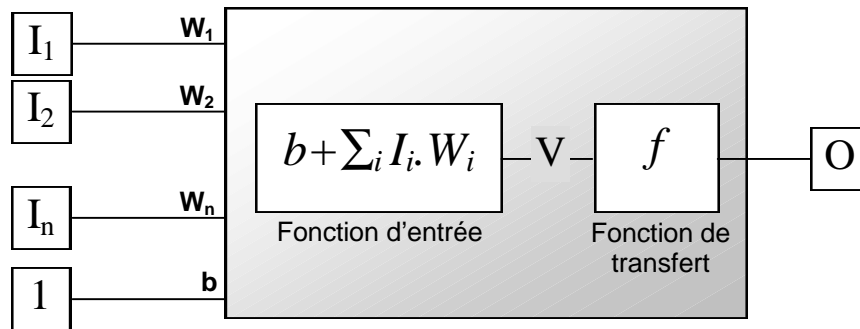 I₁ W₁
I₂ W₂
b+∑ᵢ Iᵢ.Wᵢ V f O
Iₙ Wₙ
Fonction d'entrée
Fonction de
transfert
1 b